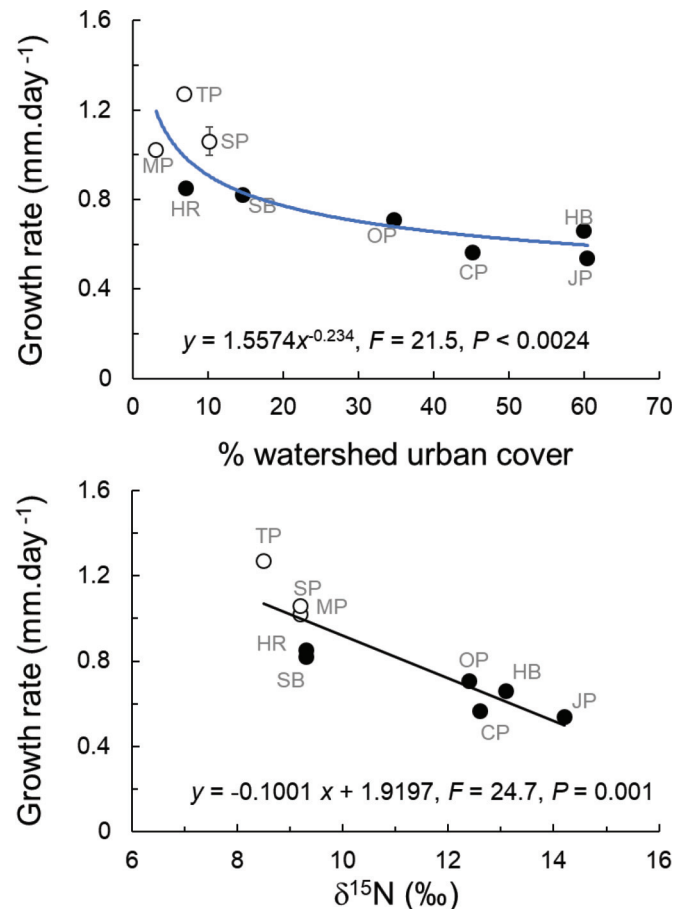 Growth rate (mm.day -1)
1.6
1.2
0.8
0.4
0
TP
SP
MP
HR
SB
OP
HB
CP
JP
y = 1.5574x-0.234, F = 21.5, P < 0.0024
0 10 20 30 40 50 60 70
% watershed urban cover
Growth rate (mm.day -1)
1.6
1.2
0.8
0.4
0
TP
SP
MP
HR
SB
OP
HB
CP
JP
y = -0.1001 x + 1.9197, F = 24.7, P = 0.001
6 8 10 12 14 16
δ15N (‰)